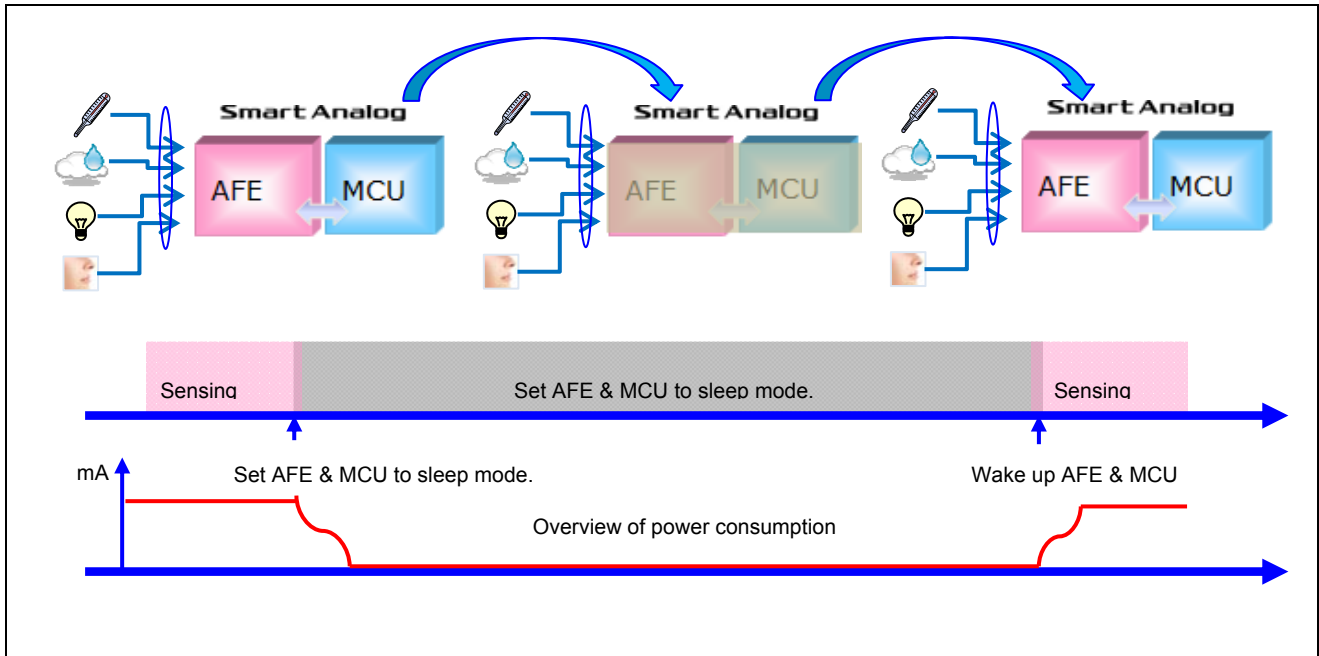 Smart Analog
Smart Analog
Smart Analog
AFE
MCU
AFE
MCU
AFE
MCU
Sensing
Set AFE & MCU to sleep mode.
Sensing
mA
Set AFE & MCU to sleep mode.
Wake up AFE & MCU
Overview of power consumption